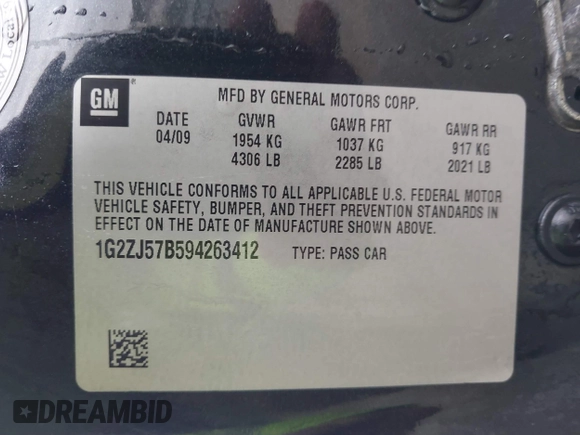 Local
GM
MFD BY GENERAL MOTORS CORP.
DATE GVWR GAWR FRT GAWR RR
04/09 1954 KG 1037 KG 917 KG
4306 LB 2285 LB 2021 LB
THIS VEHICLE CONFORMS TO ALL APPLICABLE U.S. FEDERAL MOTOR
VEHICLE SAFETY, BUMPER, AND THEFT PREVENTION STANDARDS IN
EFFECT ON THE DATE OF MANUFACTURE SHOWN ABOVE.
1G2ZJ57B594263412 TYPE: PASS CAR
DREAMBID